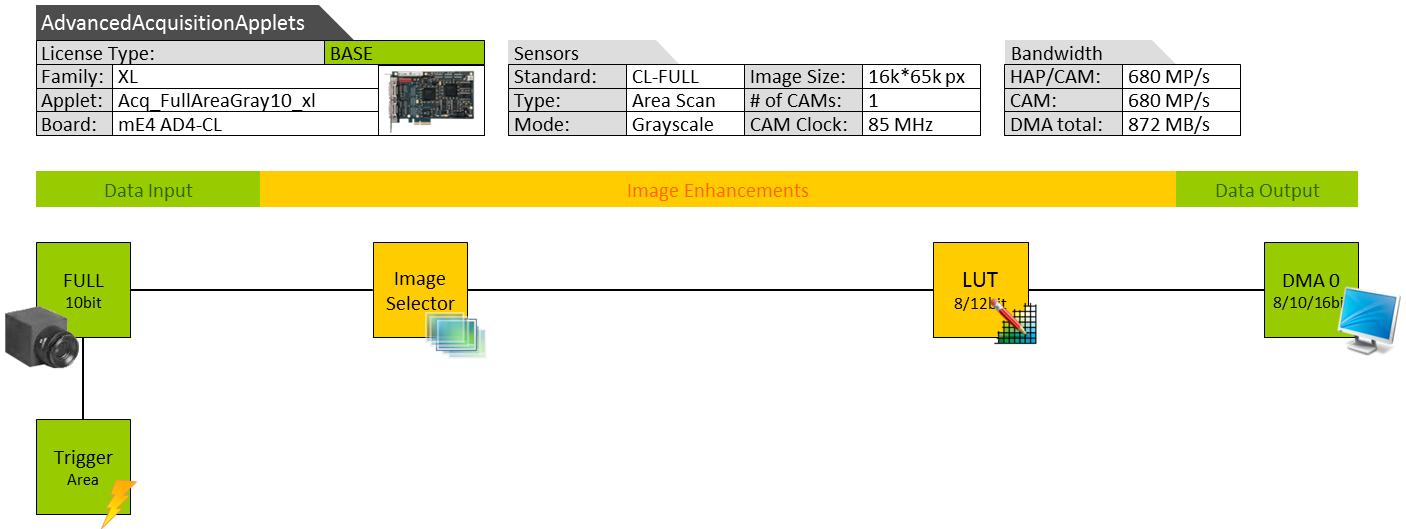 AdvancedAcquisitionApplets
License Type: BASE
Family: XL
Applet: Acq_FullAreaGray10_xl
Board: mE4 AD4-CL
Sensors
Standard: CL-FULL Image Size: 16k*65k px
Type: Area Scan # of CAMs: 1
Mode: Grayscale CAM Clock: 85 MHz
Bandwidth
HAP/CAM: 680 MP/s
CAM: 680 MP/s
DMA total: 872 MB/s
Data Input
Image Enhancements
Data Output
FULL
10bit
Image
Selector
LUT
8/12bit
DMA 0
8/10/16bit
Trigger
Area